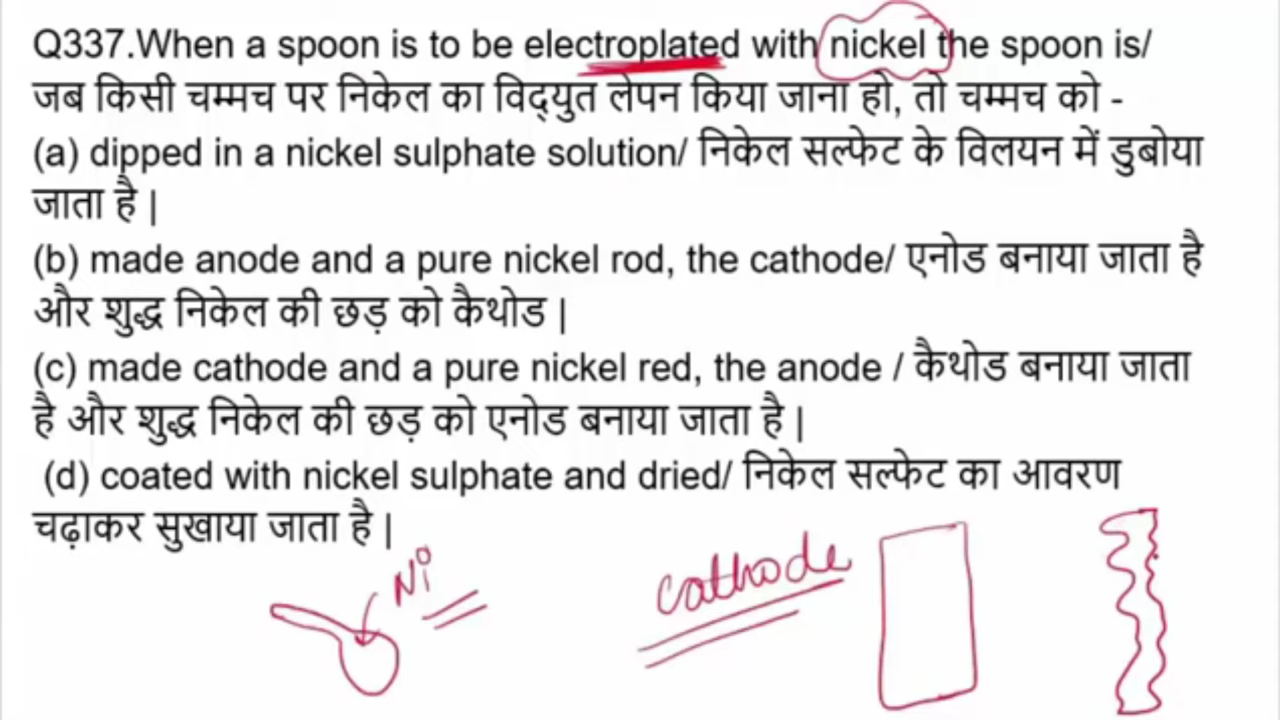 Q337.When a spoon is to be electroplated with nickel the spoon is/
जब किसी चम्मच पर निकेल का विद्युत लेपन किया जाना हो, तो चम्मच को -
(a) dipped in a nickel sulphate solution/ निकेल सल्फेट के विलयन में डुबोया
जाता है |
(b) made anode and a pure nickel rod, the cathode/ एनोड बनाया जाता है
और शुद्ध निकेल की छड़ को कैथोड |
(c) made cathode and a pure nickel red, the anode / कैथोड बनाया जाता
है और शुद्ध निकेल की छड़ को एनोड बनाया जाता है |
(d) coated with nickel sulphate and dried/ निकेल सल्फेट का आवरण
चढ़ाकर सुखाया जाता है |
Ni
cathode